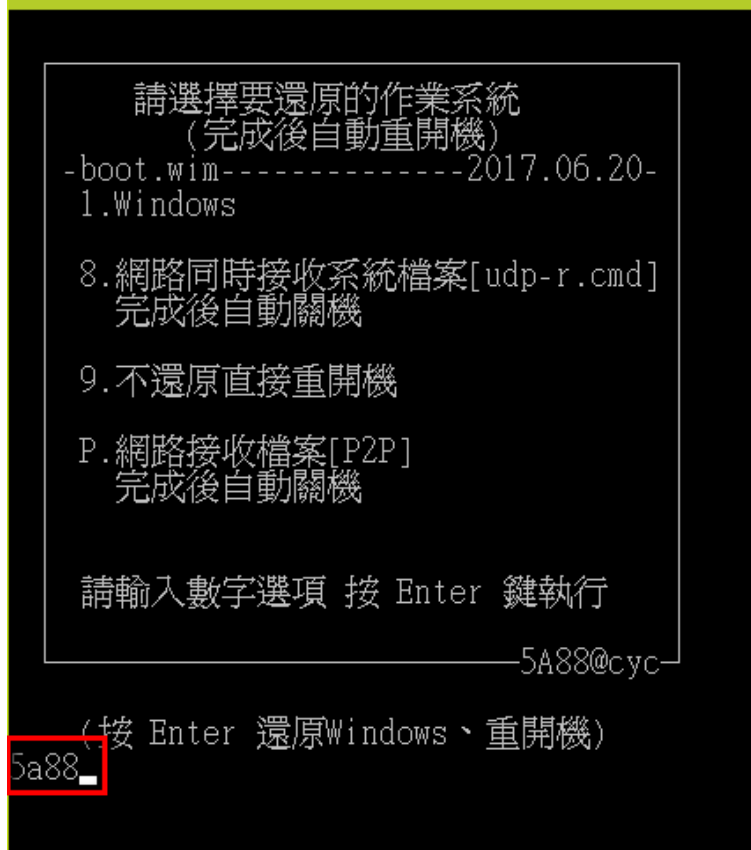 請選擇要還原的作業系統
(完成後自動重開機)
-boot.wim--------------2017.06.20-
1.Windows
8.網路同時接收系統檔案[udp-r.cmd]
完成後自動關機
9.不還原直接重開機
P.網路接收檔案[P2P]
完成後自動關機
請輸入數字選項 按 Enter 鍵執行
5A88@cyc
(按 Enter 還原Windows、重開機)
5a88_